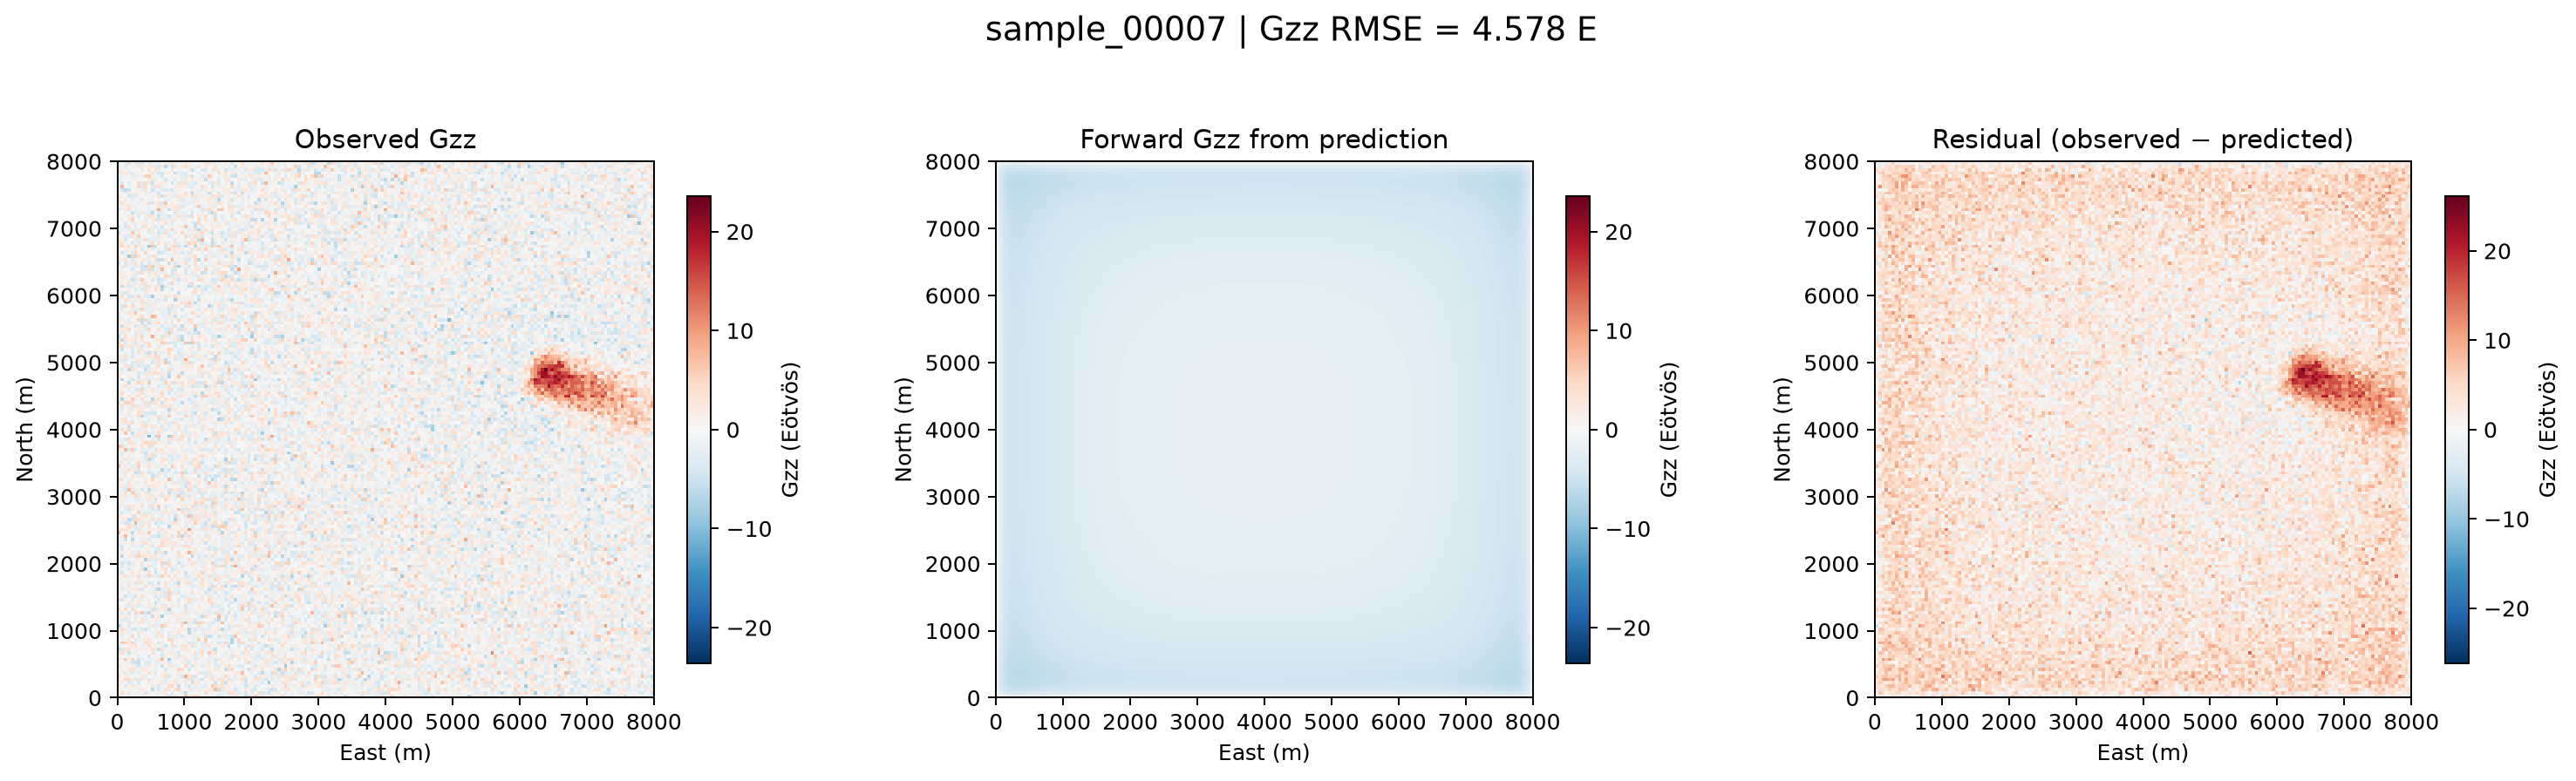 sample_00007 | Gzz RMSE = 4.578 E
Observed Gzz
8000
7000
6000
5000
4000
3000
2000
1000
0
North (m)
0 1000 2000 3000 4000 5000 6000 7000 8000
East (m)
20
10
0
−10
−20
Gzz (Eötvös)
Forward Gzz from prediction
8000
7000
6000
5000
4000
3000
2000
1000
0
North (m)
0 1000 2000 3000 4000 5000 6000 7000 8000
East (m)
20
10
0
−10
−20
Gzz (Eötvös)
Residual (observed − predicted)
8000
7000
6000
5000
4000
3000
2000
1000
0
North (m)
0 1000 2000 3000 4000 5000 6000 7000 8000
East (m)
20
10
0
−10
−20
Gzz (Eötvös)